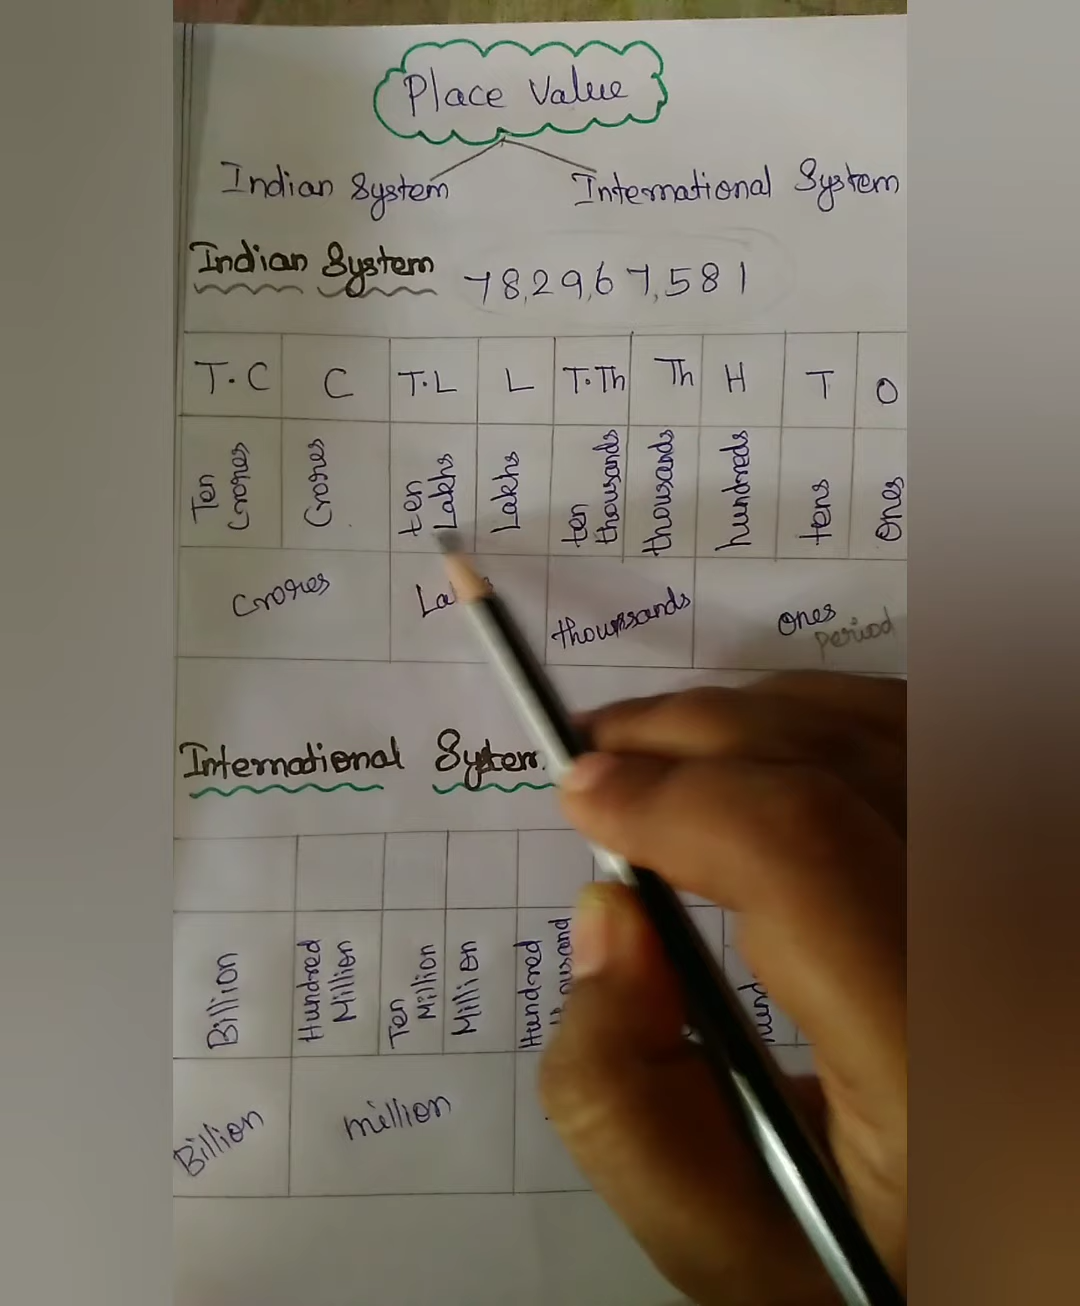 Place Value
Indian System International System
Indian System 78,29,67,581
T.C C T.L L T.Th Th H T O
Ten Crores Crores ten Lakhs Lakhs ten thousands thousands hundreds tens ones
Crores thousands ones period
International System
Billion Hundred Million Ten Million Million Hundred
Billion million